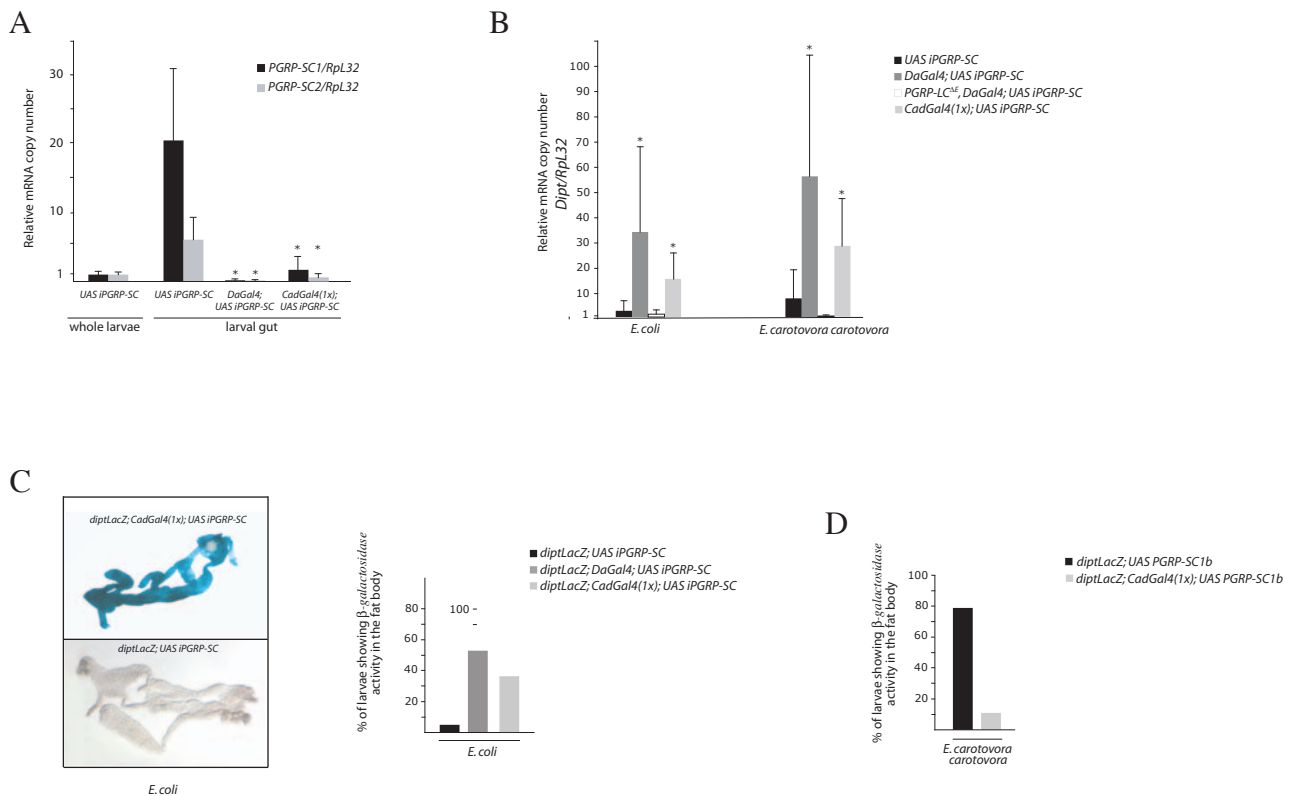 A
Relative mRNA copy number
30
20
10
1
PGRP-SC1/RpL32
PGRP-SC2/RpL32
* * * *
UAS iPGRP-SC
UAS iPGRP-SC
DaGal4;
UAS iPGRP-SC
CadGal4(1x);
UAS iPGRP-SC
whole larvae
larval gut
B
Relative mRNA copy number
Dipt/RpL32
100
90
80
70
60
50
40
30
20
10
1
-
* * * *
UAS iPGRP-SC
DaGal4; UAS iPGRP-SC
PGRP-LCΔE, DaGal4; UAS iPGRP-SC
CadGal4(1x); UAS iPGRP-SC
E. coli
E. carotovora carotovora
C
diptLacZ; CadGal4(1x); UAS iPGRP-SC
diptLacZ; UAS iPGRP-SC
E. coli
% of larvae showing β-galactosidase
activity in the fat body
100 -
-
80
60
40
20
diptLacZ; UAS iPGRP-SC
diptLacZ; DaGal4; UAS iPGRP-SC
diptLacZ; CadGal4(1x); UAS iPGRP-SC
E. coli
D
% of larvae showing β-galactosidase
activity in the fat body
100
80
60
40
20
diptLacZ; UAS PGRP-SC1b
diptLacZ; CadGal4(1x); UAS PGRP-SC1b
E. carotovora
carotovora